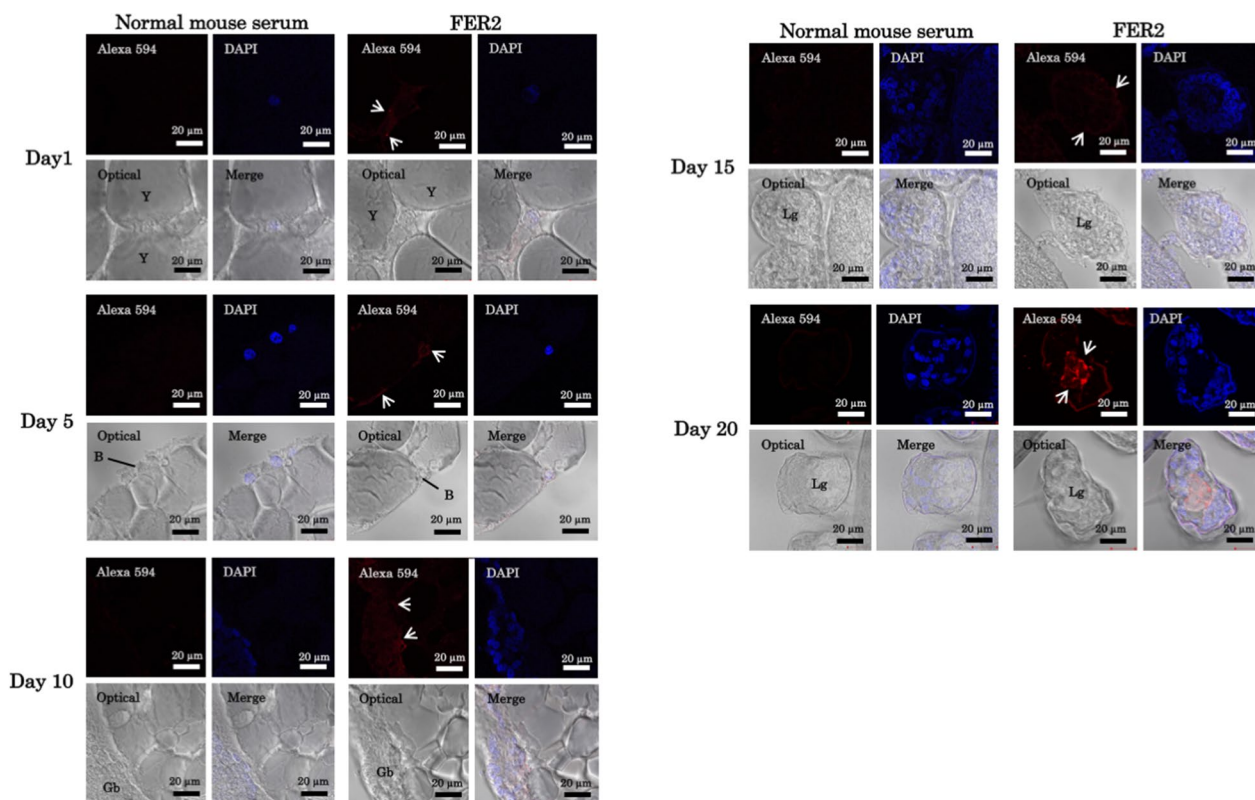 Normal mouse serum FER2
Day1
Alexa 594 DAPI Alexa 594 DAPI
20 µm 20 µm 20 µm 20 µm
Optical Merge Optical Merge
Y Y
Y
Y
20 µm 20 µm 20 µm 20 µm
Day 5
Alexa 594 DAPI Alexa 594 DAPI
20 µm 20 µm 20 µm 20 µm
Optical Merge Optical Merge
B
B
20 µm 20 µm 20 µm 20 µm
Day 10
Alexa 594 DAPI Alexa 594 DAPI
20 µm 20 µm 20 µm 20 µm
Optical Merge Optical Merge
Gb Gb
20 µm 20 µm 20 µm 20 µm
Normal mouse serum FER2
Day 15
Alexa 594 DAPI Alexa 594 DAPI
20 µm 20 µm 20 µm 20 µm
Optical Merge Optical Merge
Lg Lg
20 µm 20 µm 20 µm 20 µm
Day 20
Alexa 594 DAPI Alexa 594 DAPI
20 µm 20 µm 20 µm 20 µm
Optical Merge Optical Merge
Lg Lg
20 µm 20 µm 20 µm 20 µm